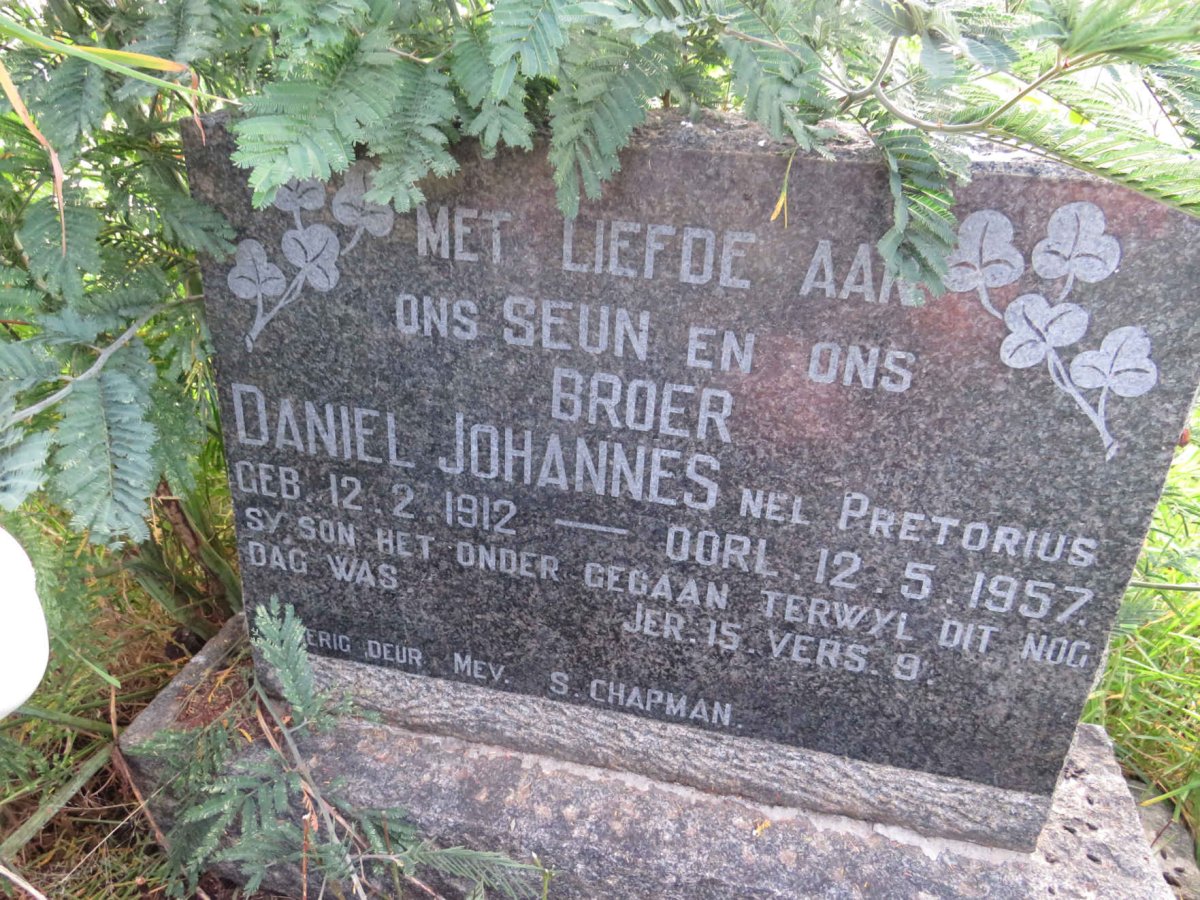 MET LIEFDE AAN
ONS SEUN EN ONS
BROER
DANIEL JOHANNES NEL PRETORIUS
GEB. 12.2.1912 — OORL. 12.5.1957.
SY SON HET ONDER GEGAAN TERWYL DIT NOG
DAG WAS
JER. 15. VERS. 9.
DEUR MEV. S. CHAPMAN.